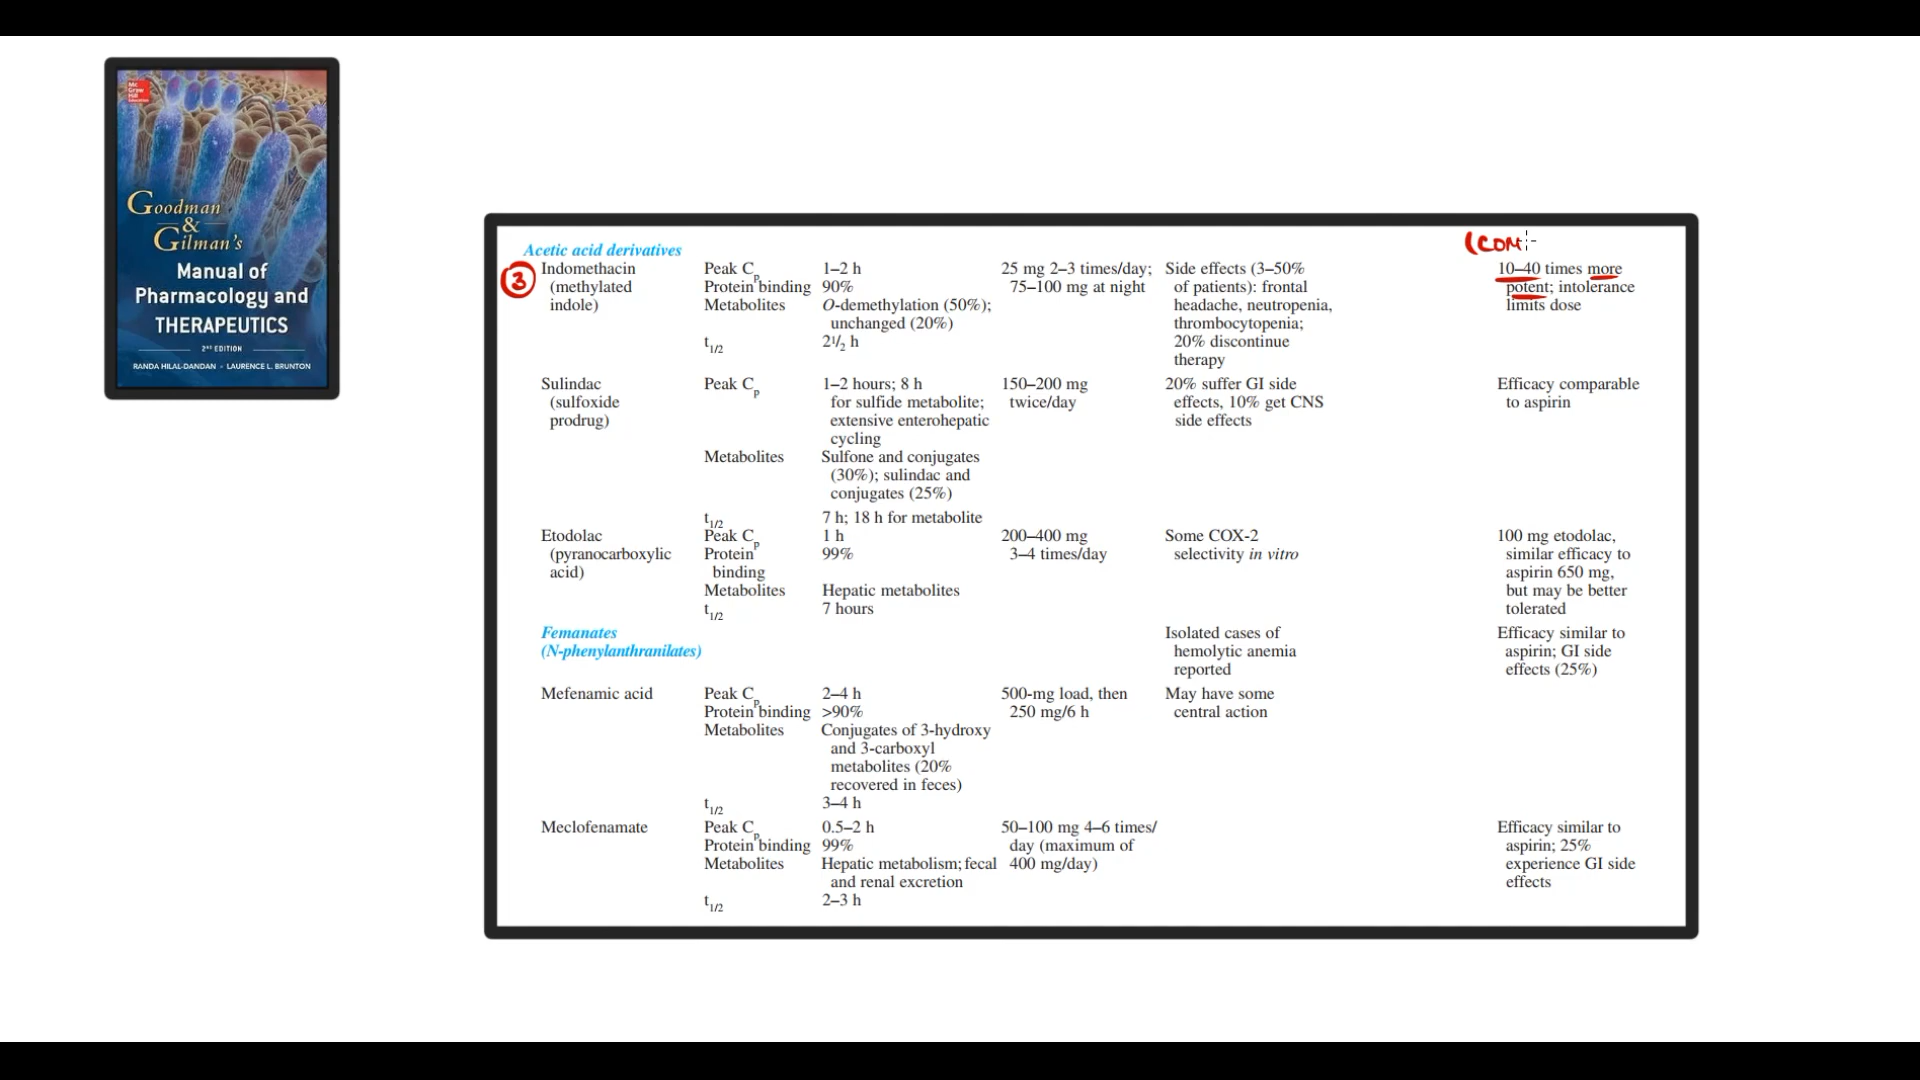 Mc
Graw
Hill
Education
Goodman
&
Gilman's
Manual of
Pharmacology and
THERAPEUTICS
2ND EDITION
RANDA HILAL-DANDAN • LAURENCE L. BRUNTON
(COM
Acetic acid derivatives
3 Indomethacin Peak Cp 1–2 h 25 mg 2–3 times/day; Side effects (3–50% 10–40 times more
(methylated Protein binding 90% 75–100 mg at night of patients): frontal potent; intolerance
indole) Metabolites O-demethylation (50%); headache, neutropenia, limits dose
unchanged (20%) thrombocytopenia;
t1/2 2 1/2 h 20% discontinue
therapy
Sulindac Peak Cp 1–2 hours; 8 h 150–200 mg 20% suffer GI side Efficacy comparable
(sulfoxide for sulfide metabolite; twice/day effects, 10% get CNS to aspirin
prodrug) extensive enterohepatic side effects
cycling
Metabolites Sulfone and conjugates
(30%); sulindac and
conjugates (25%)
t1/2 7 h; 18 h for metabolite
Etodolac Peak Cp 1 h 200–400 mg Some COX-2 100 mg etodolac,
(pyranocarboxylic Protein 99% 3–4 times/day selectivity in vitro similar efficacy to
acid) binding aspirin 650 mg,
Metabolites Hepatic metabolites but may be better
t1/2 7 hours tolerated
Femanates Isolated cases of Efficacy similar to
(N-phenylanthranilates) hemolytic anemia aspirin; GI side
reported effects (25%)
Mefenamic acid Peak Cp 2–4 h 500-mg load, then May have some
Protein binding >90% 250 mg/6 h central action
Metabolites Conjugates of 3-hydroxy
and 3-carboxyl
metabolites (20%
recovered in feces)
t1/2 3–4 h
Meclofenamate Peak Cp 0.5–2 h 50–100 mg 4–6 times/ Efficacy similar to
Protein binding 99% day (maximum of aspirin; 25%
Metabolites Hepatic metabolism; fecal 400 mg/day) experience GI side
and renal excretion effects
t1/2 2–3 h